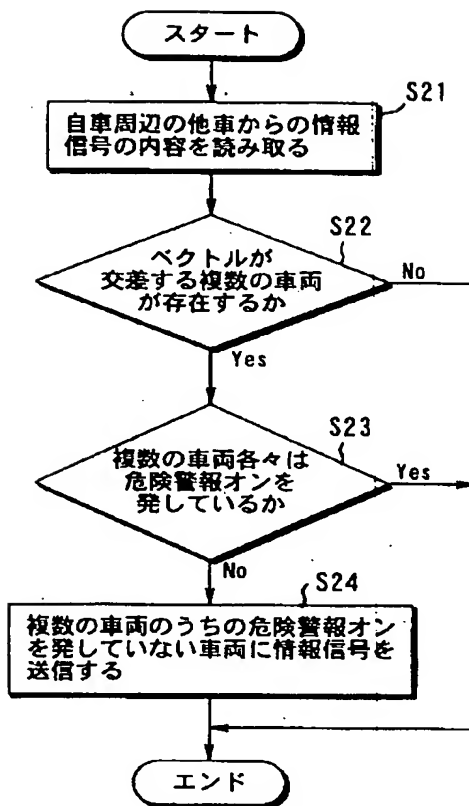 スタート
S21
自車周辺の他車からの情報
信号の内容を読み取る
S22
ベクトルが
交差する複数の車両
が存在するか
No
Yes
S23
複数の車両各々は
危険警報オンを
発しているか
Yes
No
S24
複数の車両のうちの危険警報オン
を発していない車両に情報信号を
送信する
エンド